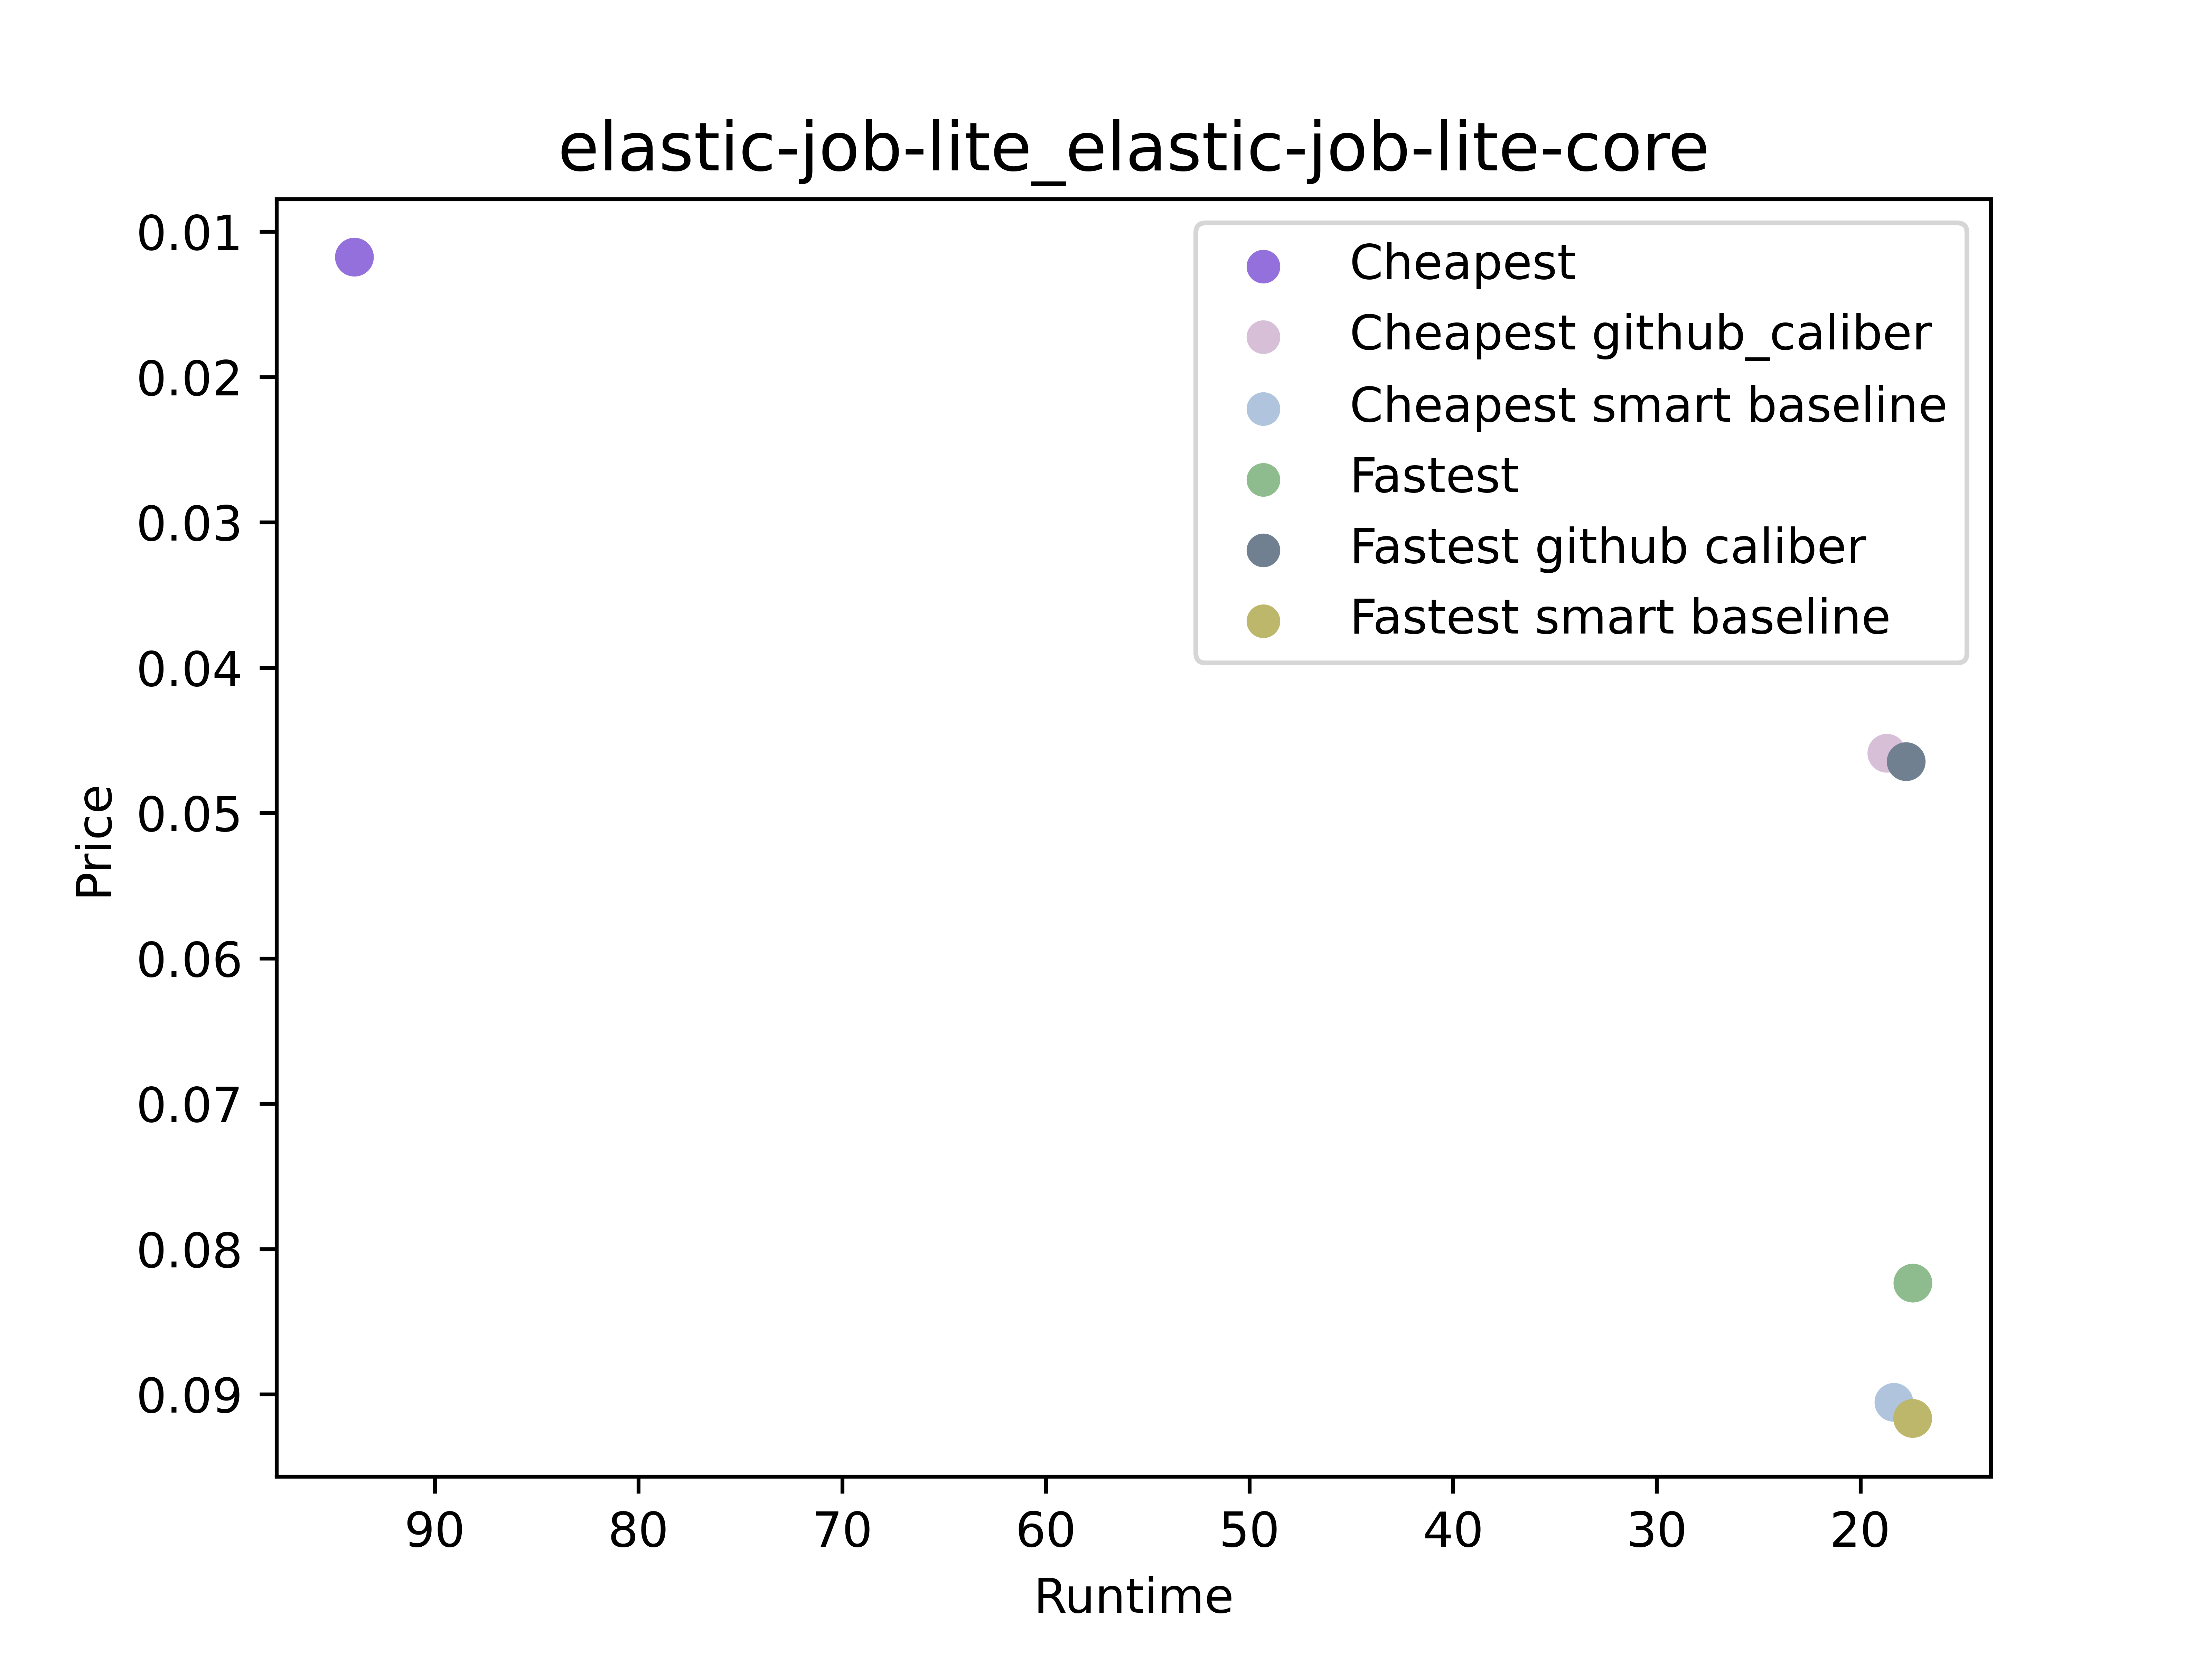 elastic-job-lite_elastic-job-lite-core
Cheapest
Cheapest github_caliber
Cheapest smart baseline
Fastest
Fastest github caliber
Fastest smart baseline
Price
0.01
0.02
0.03
0.04
0.05
0.06
0.07
0.08
0.09
90 80 70 60 50 40 30 20
Runtime